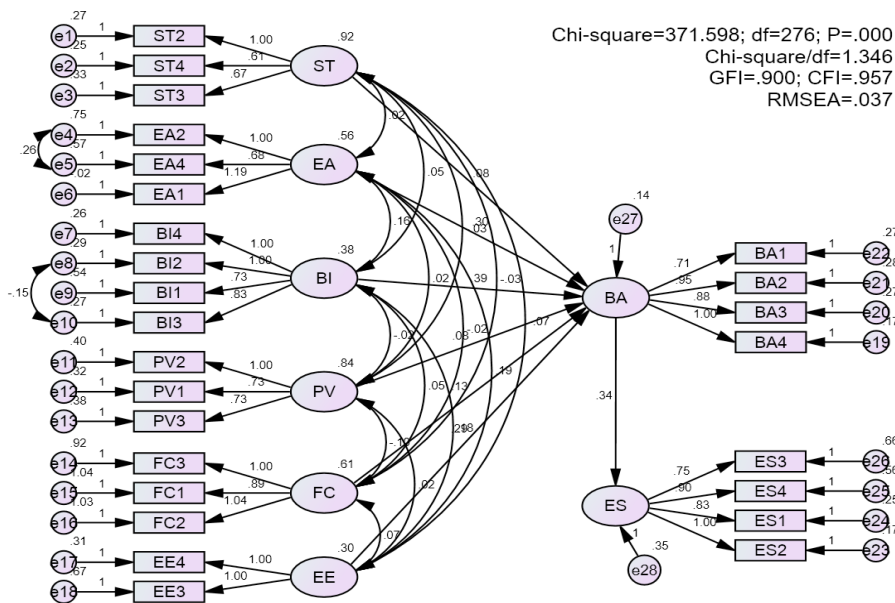 Chi-square=371.598; df=276; P=.000
Chi-square/df=1.346
GFI=.900; CFI=.957
RMSEA=.037
.27
e1 1 ST2 1.00
.25
e2 1 ST4 .61
.33
e3 1 ST3 .67
.92
ST
.75
e4 1 EA2 1.00
.57
e5 1 EA4 .68
.02
e6 1 EA1 1.19
.26
.56
EA
.26
e7 1 BI4 1.00
.29
e8 1 BI2 1.00
.54
e9 1 BI1 .73
.27
e10 1 BI3 .83
-.15
.38
BI
.40
e11 1 PV2 1.00
.32
e12 1 PV1 .73
.38
e13 1 PV3 .73
.84
PV
.92
e14 1 FC3 1.00
1.04
e15 1 FC1 .89
1.03
e16 1 FC2 1.04
.61
FC
.31
e17 1 EE4 1.00
.67
e18 1 EE3 1.00
.30
EE
.02
.05
.08
.16
.30
.03
.02
.39
-.03
-.02
.08
-.02
.07
.05
.13
.19
.18
.02
.07
.14
e27
1
BA
.71 BA1 1 e22
.95 BA2 1 e21
.88 BA3 1 e20
1.00 BA4 1 e19
.34
ES
.75 ES3 1 e26
.90 ES4 1 e25
.83 ES1 1 e24
1.00 ES2 1 e23
1
.35
e28